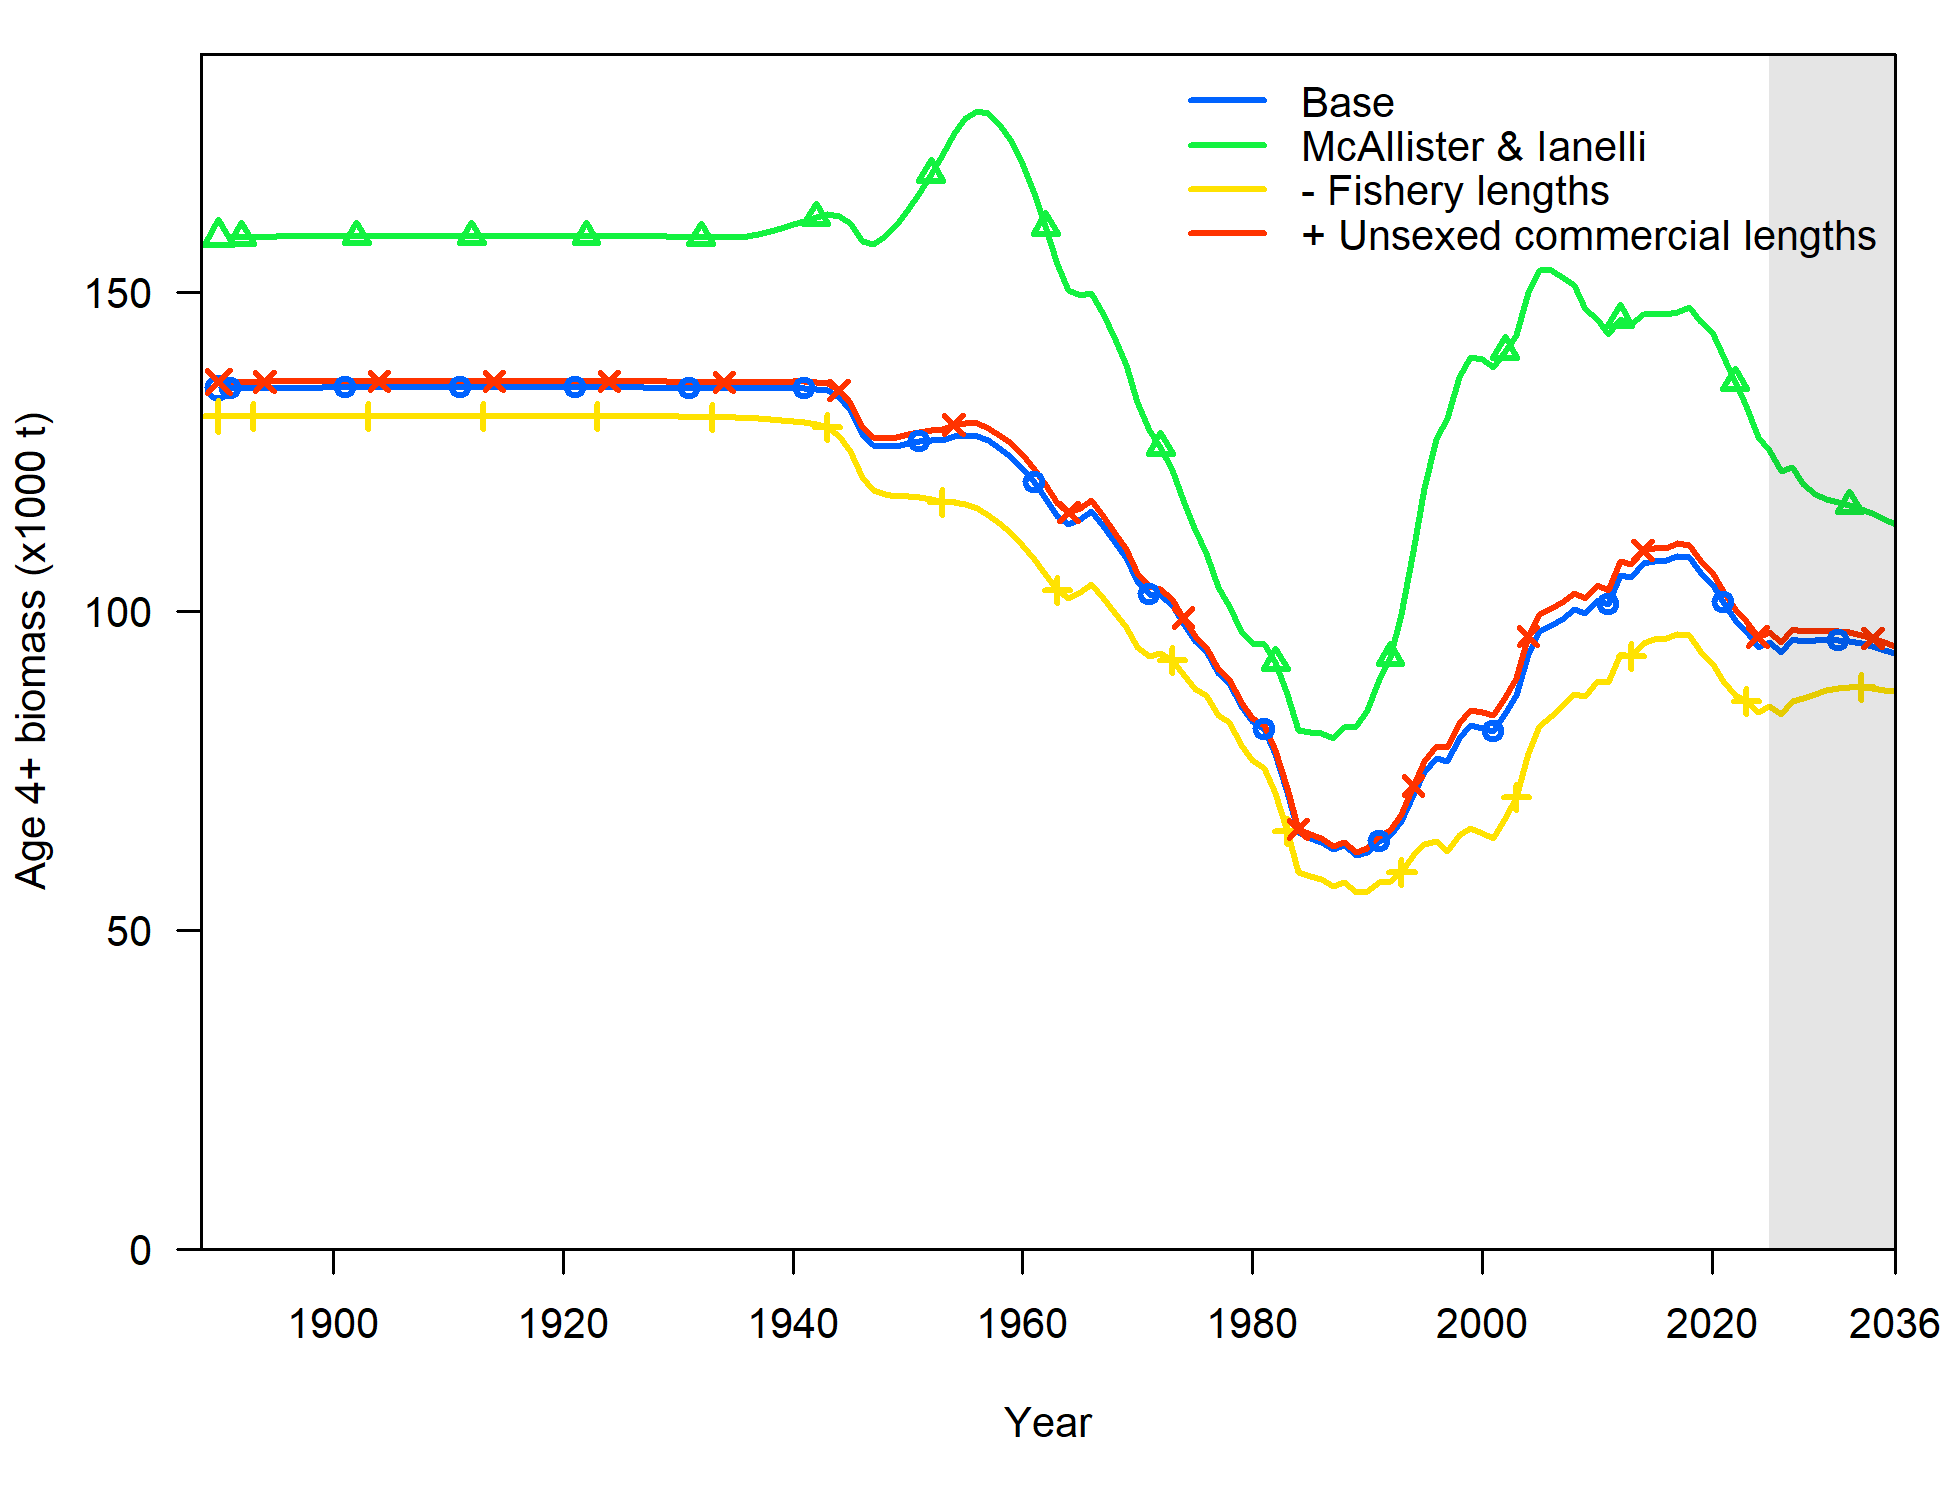 Base
McAllister & Ianelli
- Fishery lengths
+ Unsexed commercial lengths
Age 4+ biomass (x1000 t)
150
100
50
0
1900 1920 1940 1960 1980 2000 2020 2036
Year